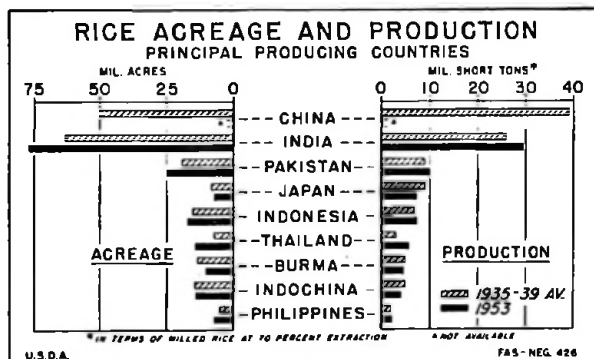 RICE ACREAGE AND PRODUCTION
PRINCIPAL PRODUCING COUNTRIES
MIL. ACRES
MIL. SHORT TONS*
75 50 25 0
0 10 20 30 40
CHINA
INDIA
PAKISTAN
JAPAN
INDONESIA
THAILAND
BURMA
INDOCHINA
PHILIPPINES
ACREAGE
PRODUCTION
1935-39 AV.
1953
*IN TERMS OF MILLED RICE AT 70 PERCENT EXTRACTION
NOT AVAILABLE
U.S.D.A.
FAS-NEG. 426